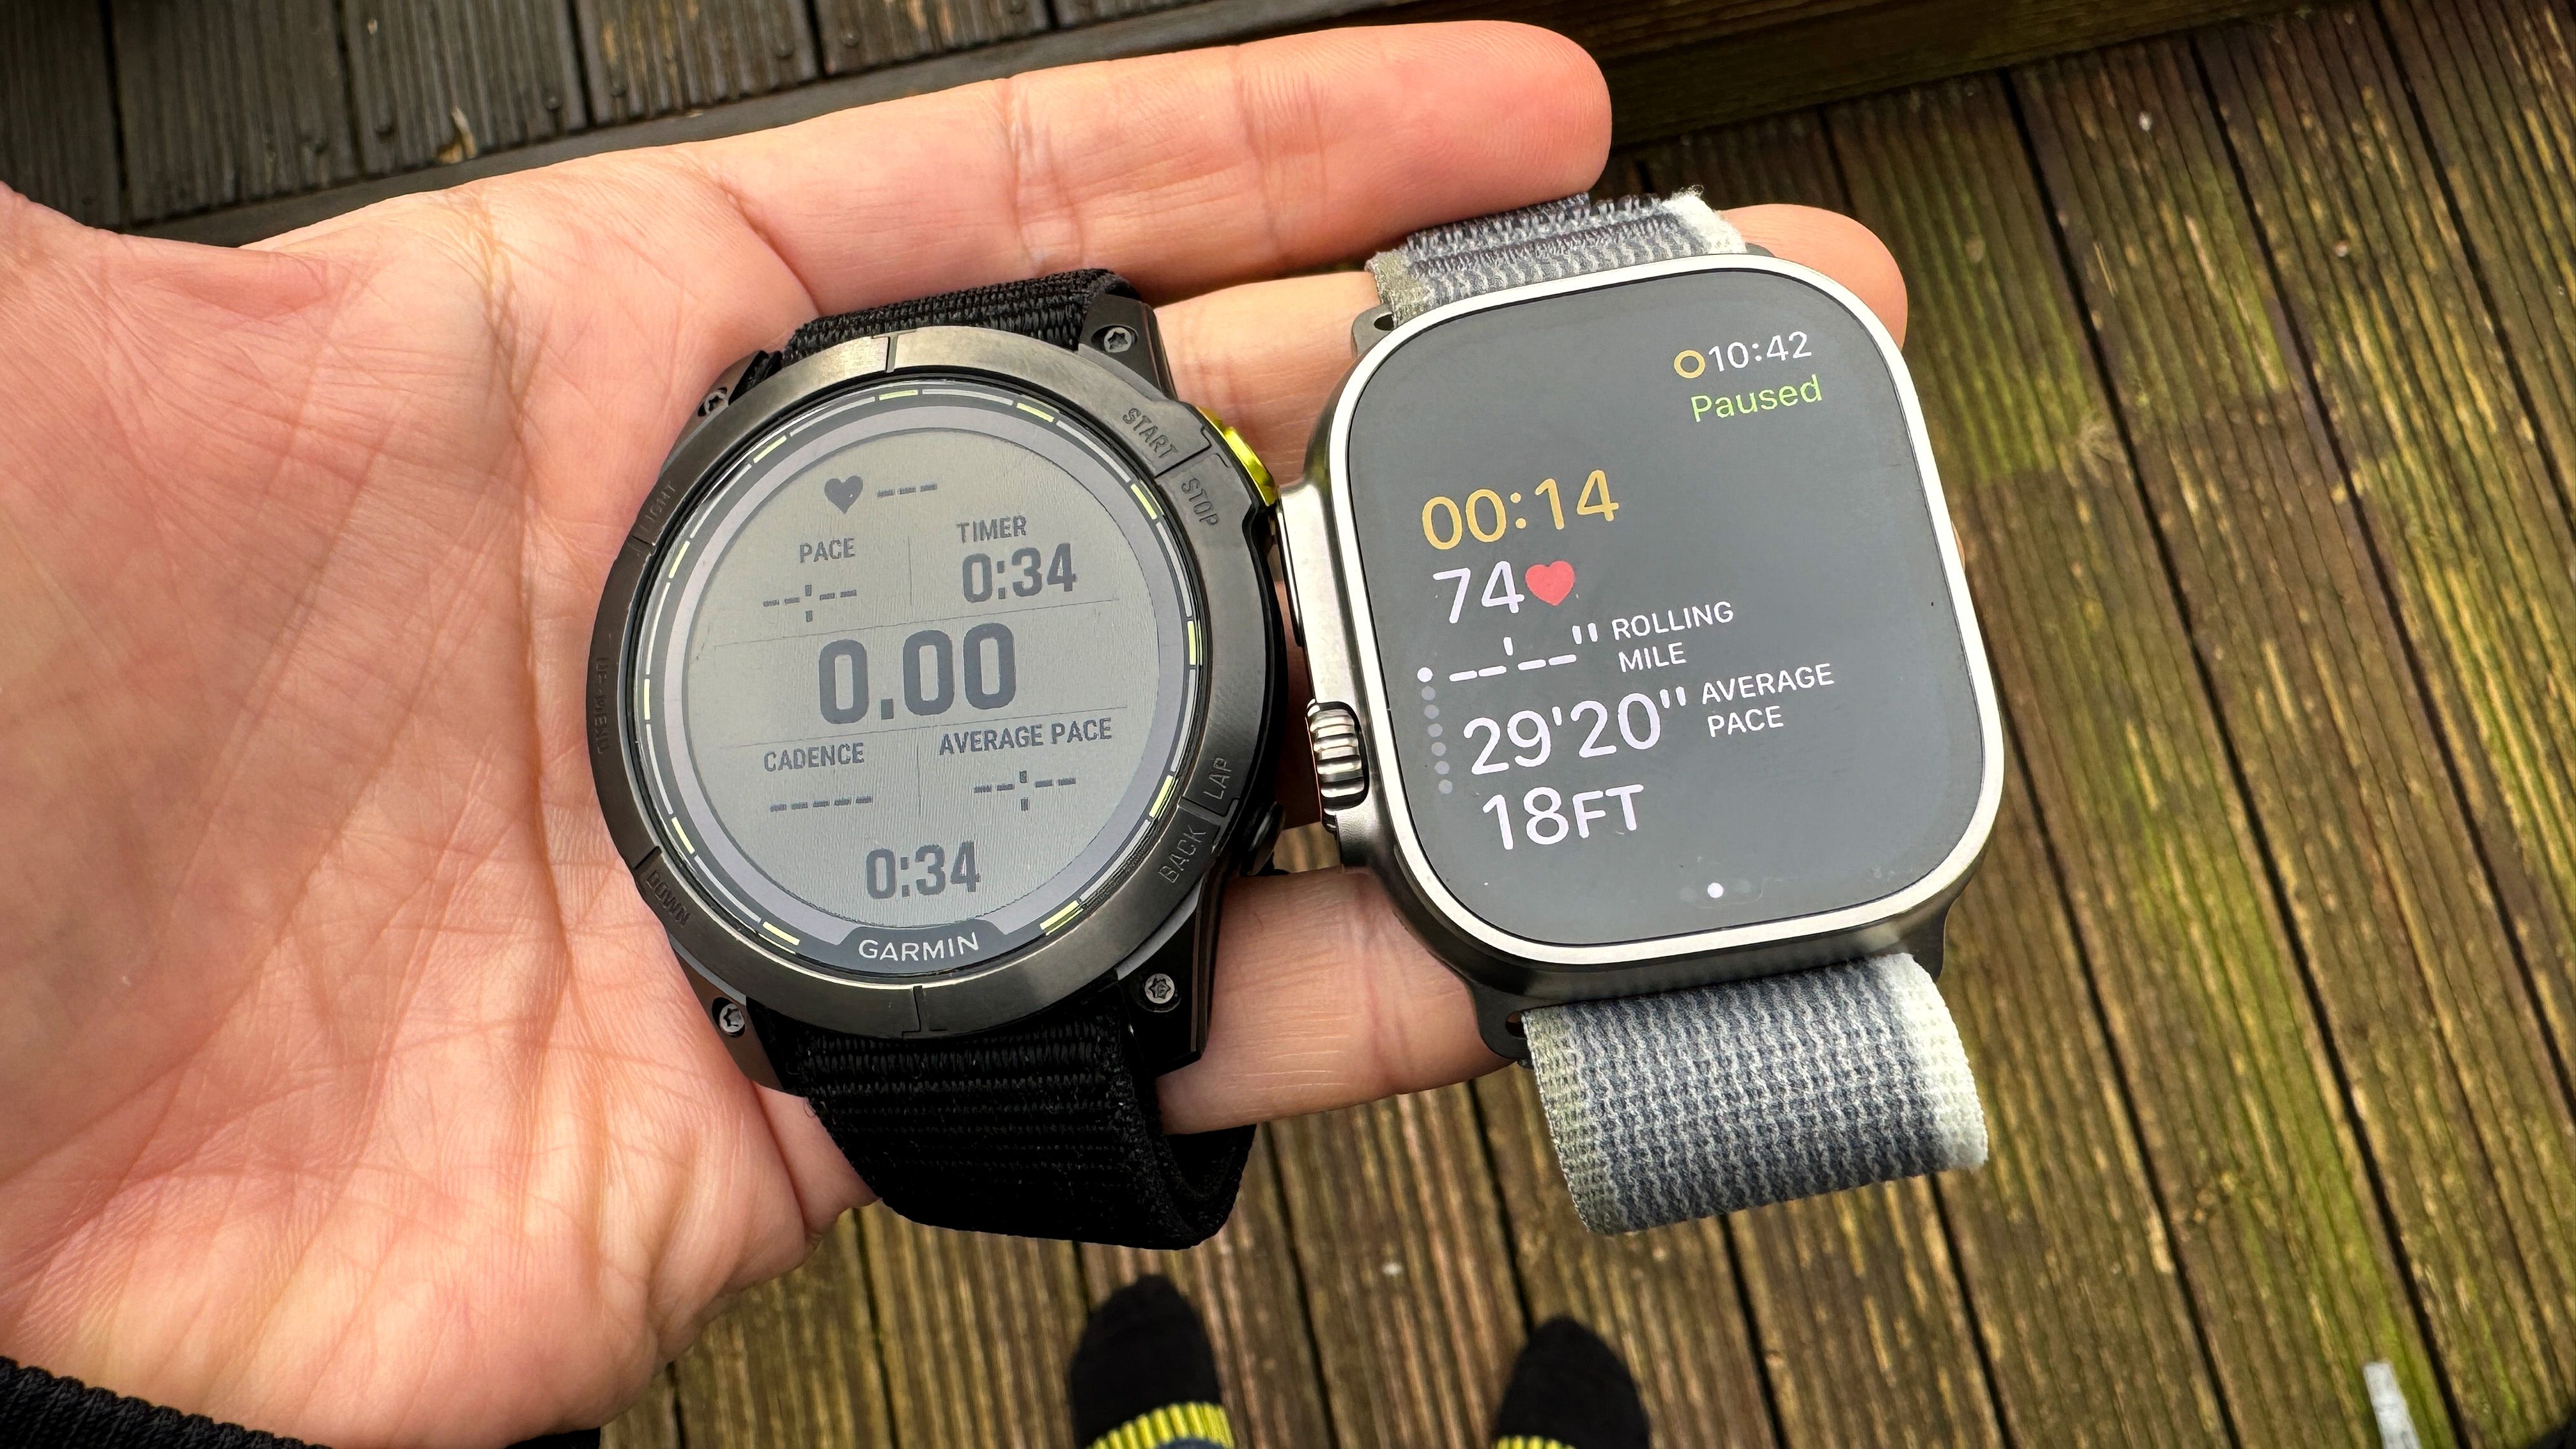 LIGHT
UP·MENU
DOWN
START
STOP
LAP
BACK
---
PACE
TIMER
--:--
0:34
0.00
CADENCE
AVERAGE PACE
----
--:--
0:34
GARMIN
10:42
Paused
00:14
74
--'--" ROLLING
MILE
29'20" AVERAGE
PACE
18FT